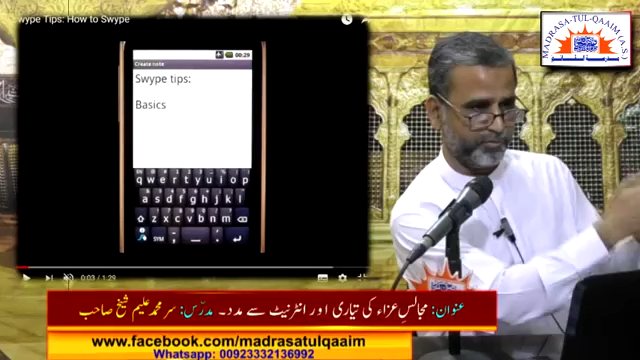 Swype Tips: How to Swype
00:29
Create note
Swype tips:
Basics
q w e r t y u i o p
a s d f g h j k l
z x c v b n m
SYM
0:03 / 1:29
MADRASA-TUL-QAAIM (A.S)
عنوان: مجالسِ عزاء کی تیاری اور انٹرنیٹ سے مدد۔ مدرّس: سر محمد علیم شیخ صاحب
www.facebook.com/madrasatulqaaim
Whatsapp: 00923332136992